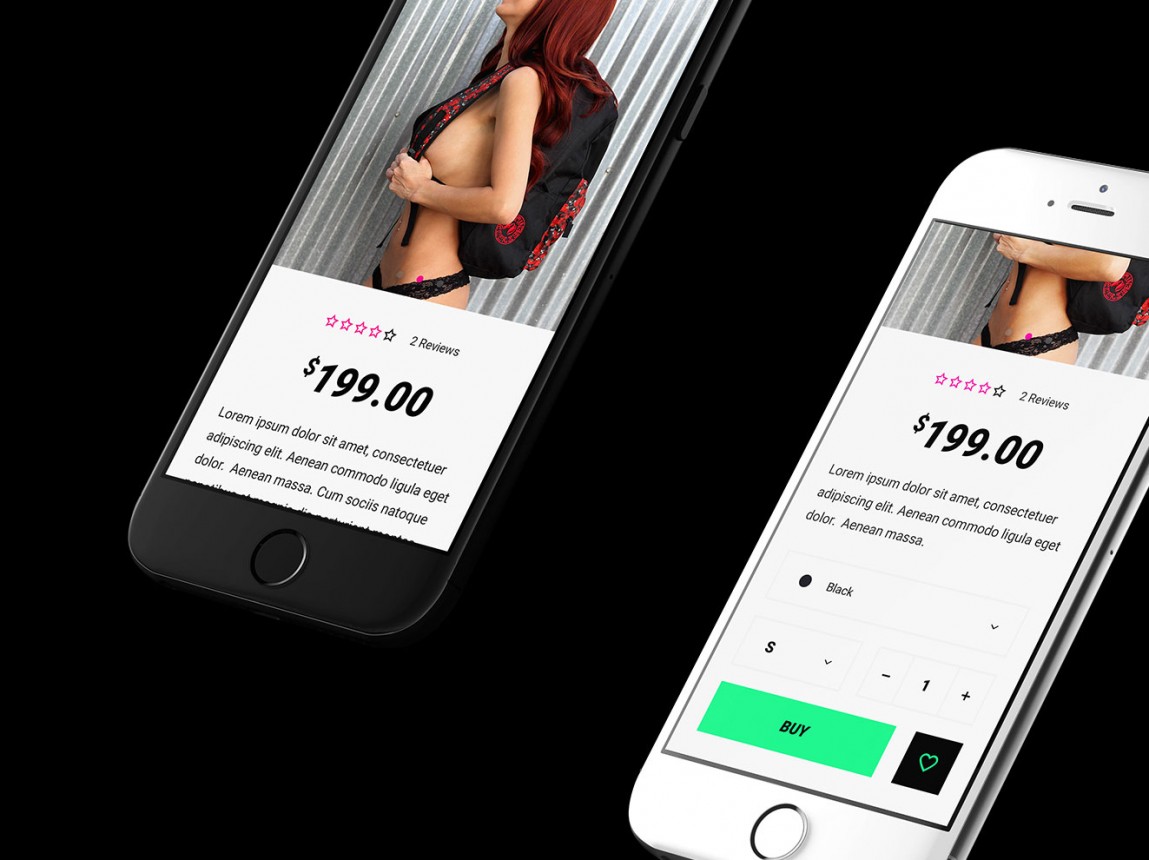 2 Reviews
$199.00
Lorem ipsum dolor sit amet, consectetuer
adipiscing elit. Aenean commodo ligula eget
dolor. Aenean massa. Cum sociis natoque
2 Reviews
$199.00
Lorem ipsum dolor sit amet, consectetuer
adipiscing elit. Aenean commodo ligula eget
dolor. Aenean massa.
Black
S
− 1 +
BUY